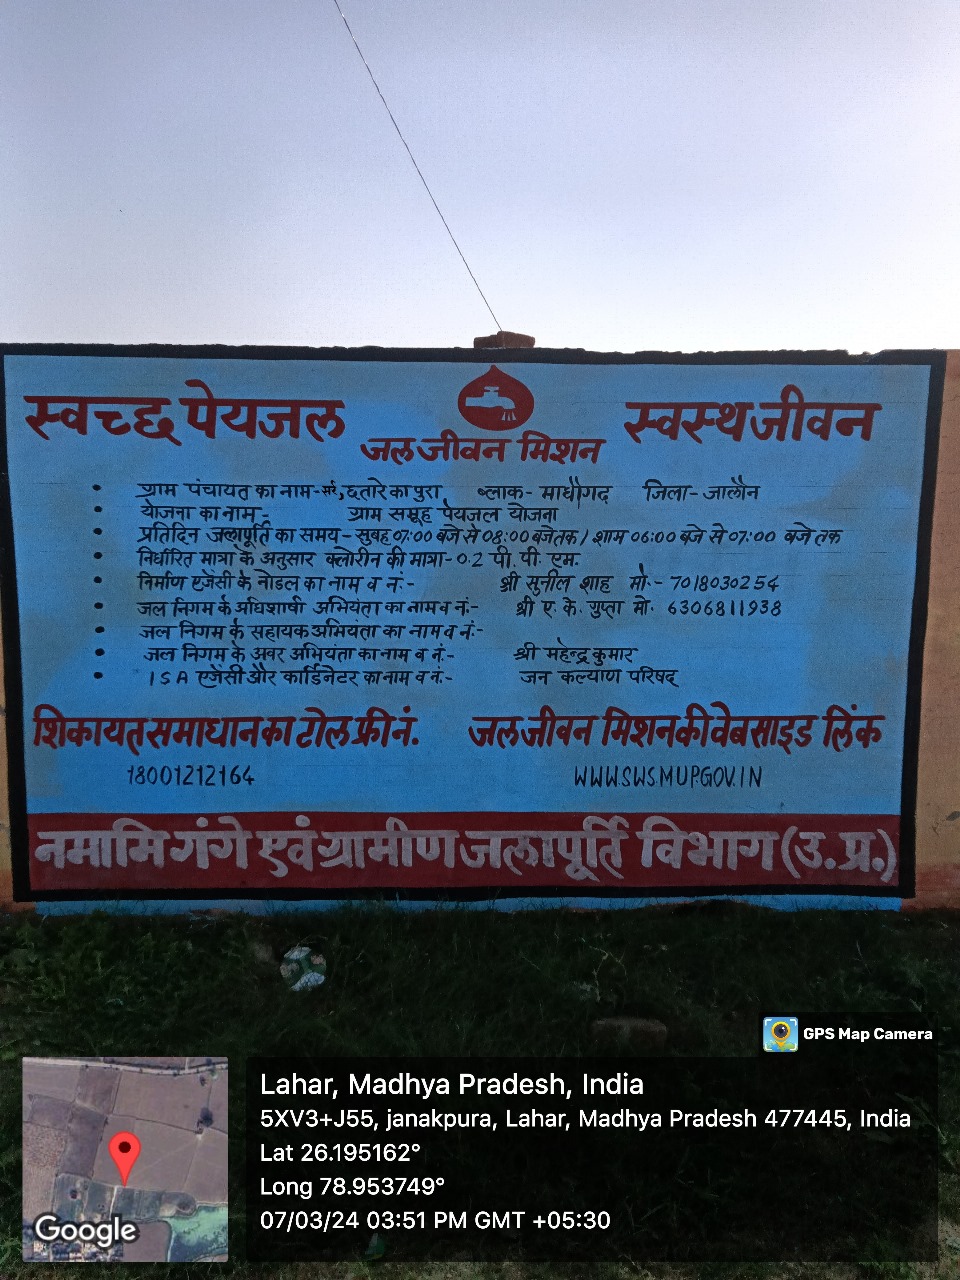 स्वच्छ पेयजल
जल जीवन मिशन
स्वस्थ जीवन
ग्राम पंचायत का नाम- छतारे का पुरा ब्लाक- माधौगढ़ जिला- जालौन
योजना का नाम- ग्राम समूह पेयजल योजना
प्रतिदिन जलापूर्ति का समय- सुबह 07:00 बजे से 08:00 बजे तक / शाम 06:00 बजे से 07:00 बजे तक
निर्धारित मात्रा के अनुसार क्लोरीन की मात्रा- 0.2 पी. पी. एम.
निर्माण एजेंसी के नोडल का नाम व नं:- श्री सुनील शाह मो.- 7018030254
जल निगम के अधिशाषी अभियंता का नाम व नं:- श्री ए. के. गुप्ता मो. 6306811938
जल निगम के सहायक अभियंता का नाम व नं:-
जल निगम के अवर अभियंता का नाम व नं:- श्री महेन्द्र कुमार
ISA एजेंसी और कार्डिनेटर का नाम व नं:- जन कल्याण परिषद्
शिकायत समाधान का टोल फ्री नं.
18001212164
जल जीवन मिशन की वेबसाइड लिंक
WWW.SWSMUP.GOV.IN
नमामि गंगे एवं ग्रामीण जलापूर्ति विभाग (उ.प्र.)
GPS Map Camera
Lahar, Madhya Pradesh, India
5XV3+J55, janakpura, Lahar, Madhya Pradesh 477445, India
Lat 26.195162°
Long 78.953749°
07/03/24 03:51 PM GMT +05:30
Google